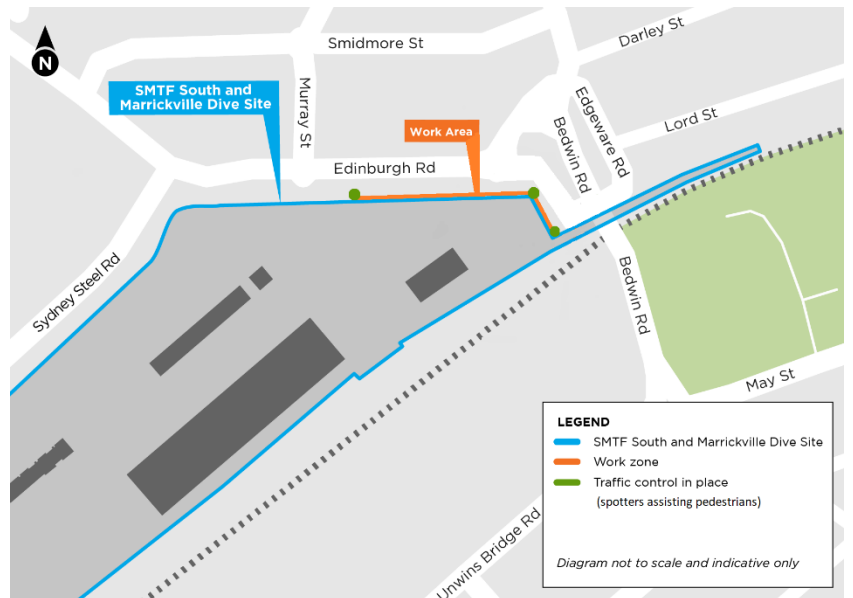 N
Smidmore St
Darley St
SMTF South and
Marrickville Dive Site
Murray St
Work Area
Edgeware Rd
Bedwin Rd
Lord St
Edinburgh Rd
Sydney Steel Rd
Bedwin Rd
May St
Unwins Bridge Rd
LEGEND
SMTF South and Marrickville Dive Site
Work zone
Traffic control in place
(spotters assisting pedestrians)
Diagram not to scale and indicative only